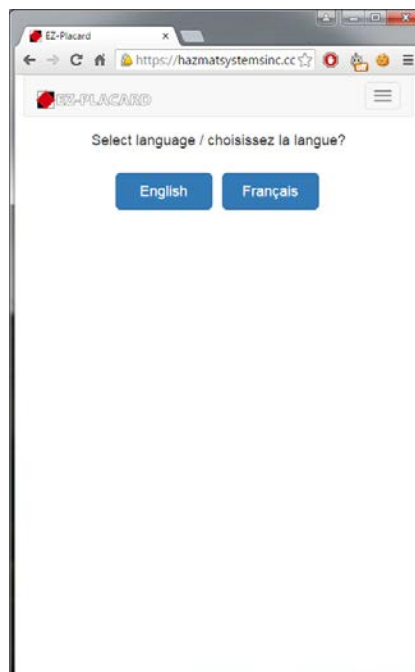 EZ-Placard
https://hazmatsystemsinc.cc
EZ-PLACARD
Select language / choisissez la langue?
English
Français